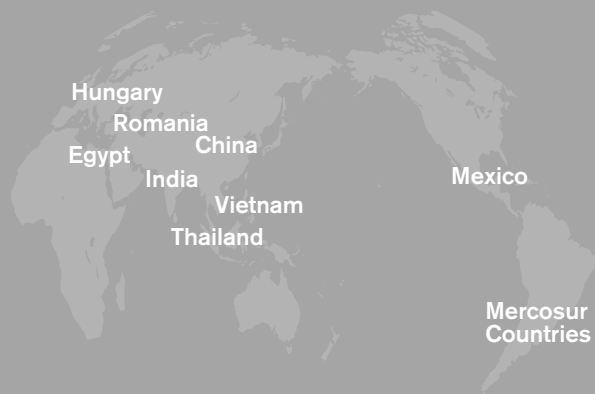 Hungary
Romania
China
Egypt
India
Mexico
Vietnam
Thailand
Mercosur
Countries